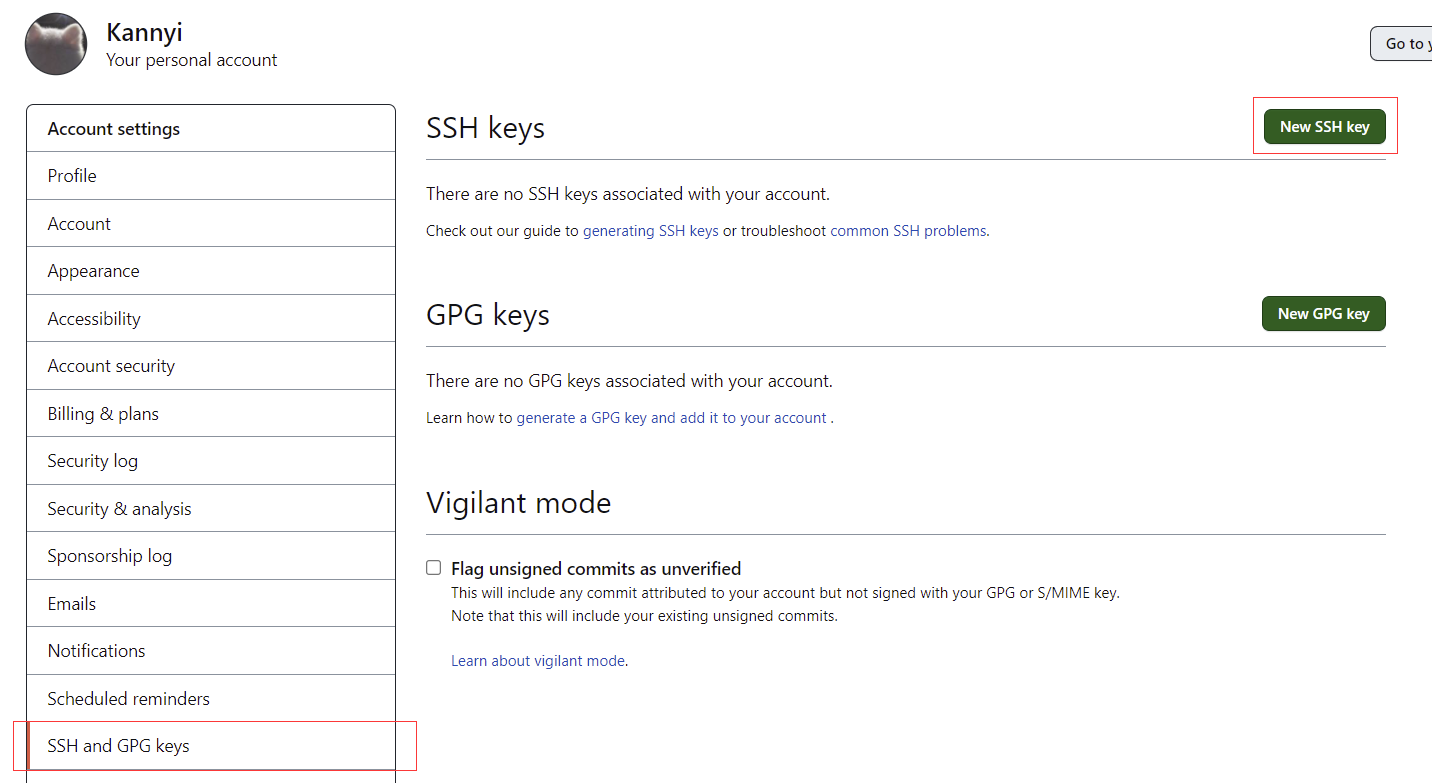 Kannyi
Your personal account
Go to
Account settings
Profile
Account
Appearance
Accessibility
Account security
Billing & plans
Security log
Security & analysis
Sponsorship log
Emails
Notifications
Scheduled reminders
SSH and GPG keys
SSH keys
New SSH key
There are no SSH keys associated with your account.
Check out our guide to generating SSH keys or troubleshoot common SSH problems.
GPG keys
New GPG key
There are no GPG keys associated with your account.
Learn how to generate a GPG key and add it to your account .
Vigilant mode
Flag unsigned commits as unverified
This will include any commit attributed to your account but not signed with your GPG or S/MIME key.
Note that this will include your existing unsigned commits.
Learn about vigilant mode.